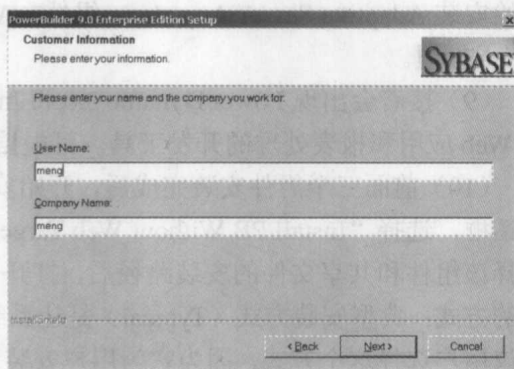 PowerBuilder 9.0 Enterprise Edition Setup
Customer Information
Please enter your information.
SYBASE
Please enter your name and the company you work for:
User Name:
meng
Company Name:
meng
InstallShield
< Back
Next >
Cancel